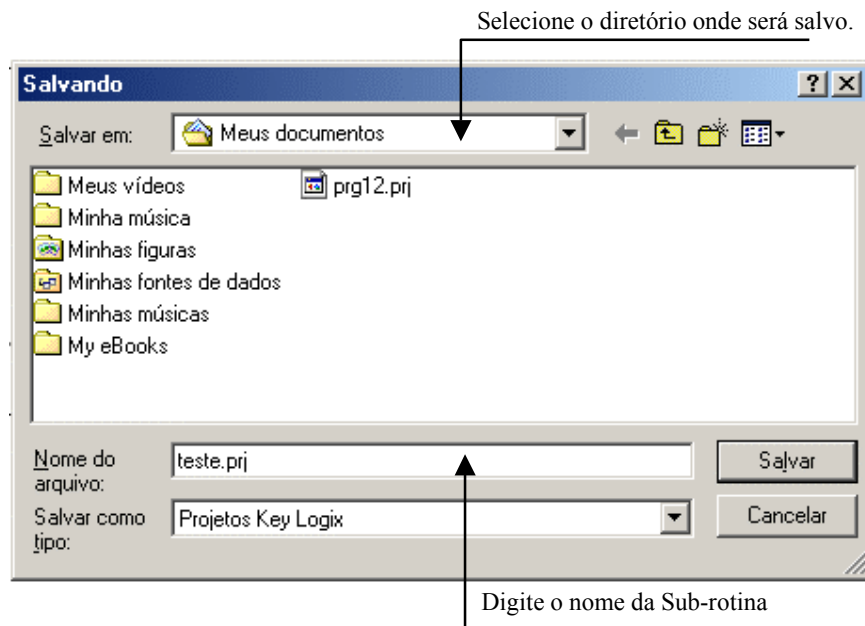 Selecione o diretório onde será salvo.
Salvando
Salvar em: Meus documentos
Meus vídeos prg12.prj
Minha música
Minhas figuras
Minhas fontes de dados
Minhas músicas
My eBooks
Nome do arquivo: teste.prj Salvar
Salvar como tipo: Projetos Key Logix Cancelar
Digite o nome da Sub-rotina